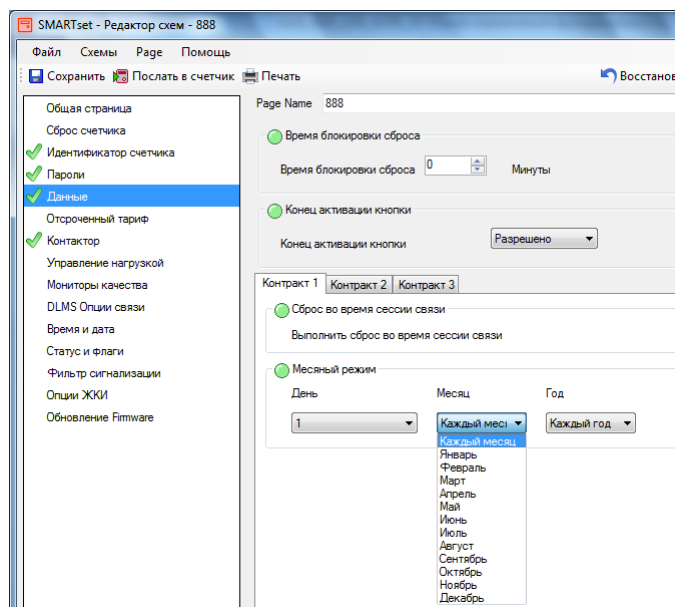 SMARTset - Редактор схем - 888
Файл Схемы Page Помощь
Сохранить Послать в счетчик Печать Восстанов
Общая страница
Сброс счетчика
Идентификатор счетчика
Пароли
Данные
Отсроченный тариф
Контактор
Управление нагрузкой
Мониторы качества
DLMS Опции связи
Время и дата
Статус и флаги
Фильтр сигнализации
Опции ЖКИ
Обновление Firmware
Page Name 888
Время блокировки сброса
Время блокировки сброса 0 Минуты
Конец активации кнопки
Конец активации кнопки Разрешено
Контракт 1 Контракт 2 Контракт 3
Сброс во время сессии связи
Выполнить сброс во время сессии связи
Месяный режим
День Месяц Год
1 Каждый меся Каждый год
Каждый месяц
Январь
Февраль
Март
Апрель
Май
Июнь
Июль
Август
Сентябрь
Октябрь
Ноябрь
Декабрь